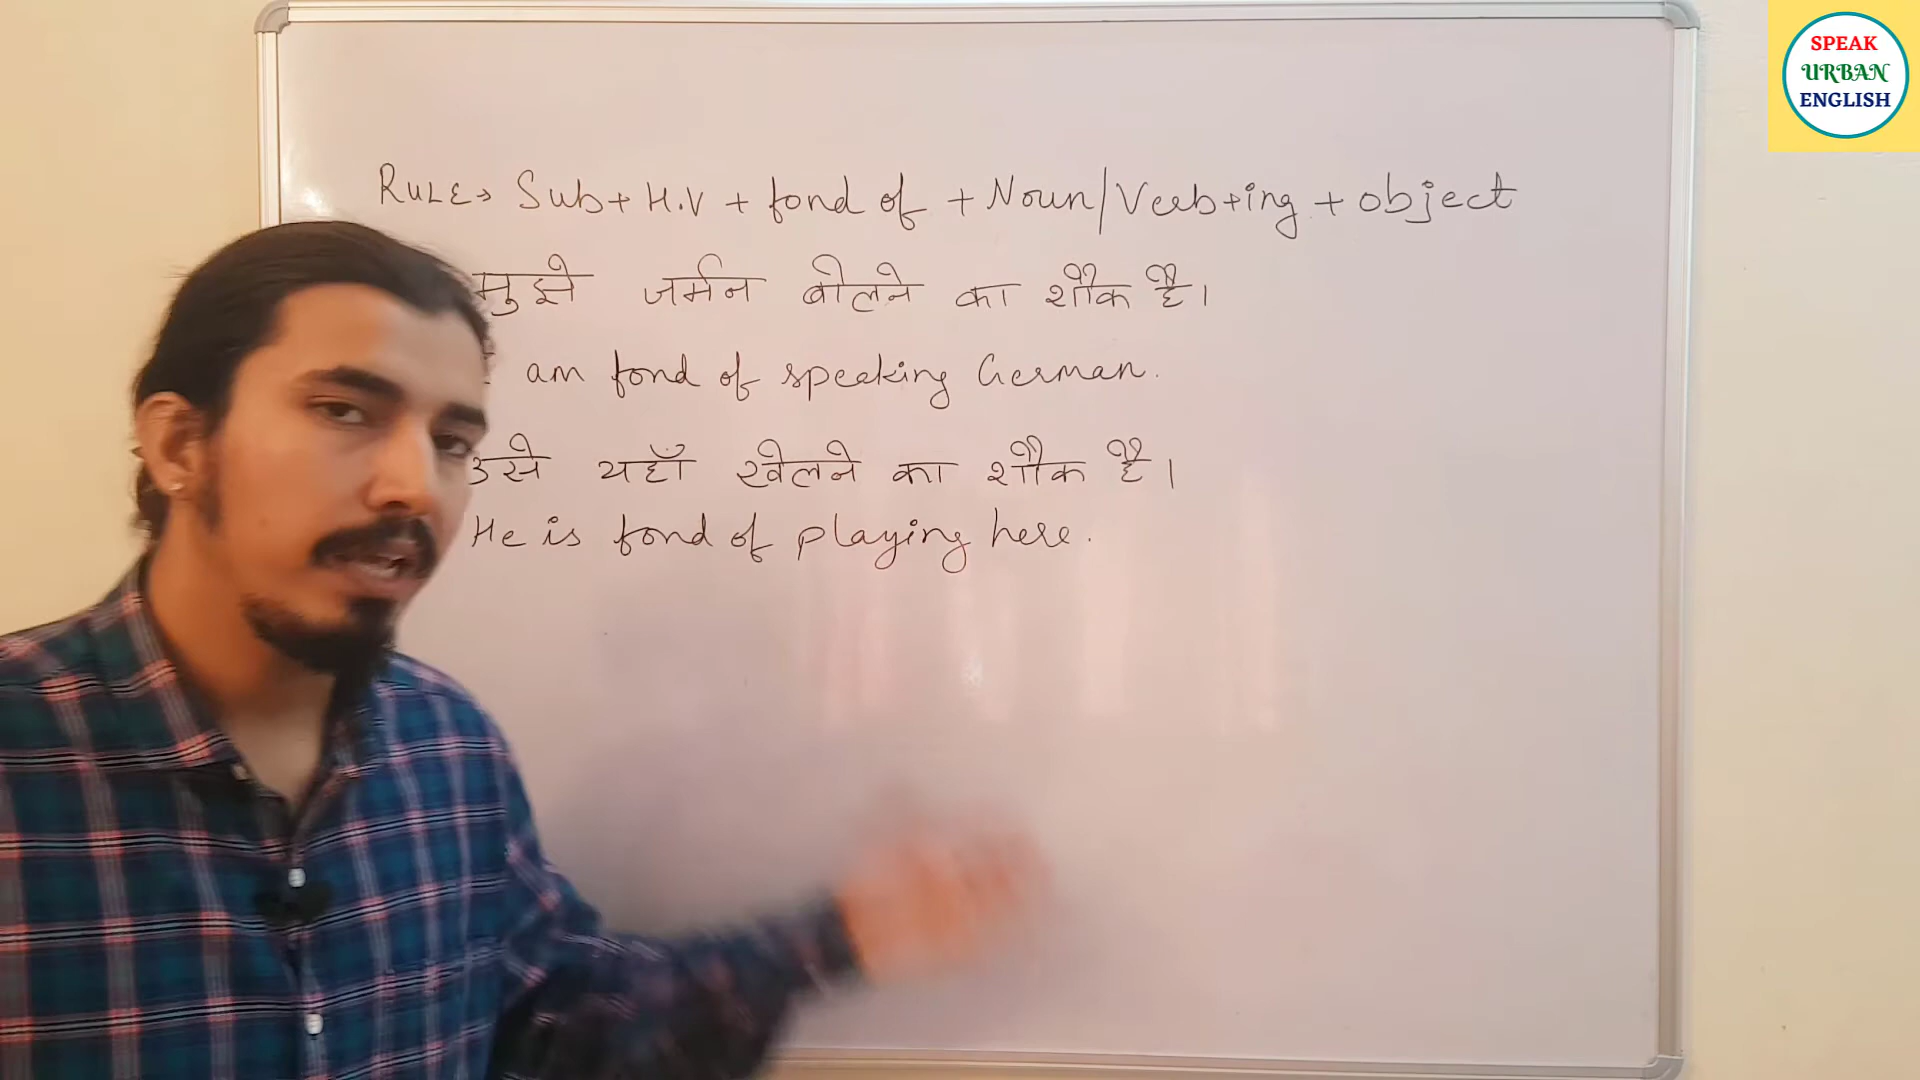 SPEAK
URBAN
ENGLISH
RULE→ Sub + H.V + fond of + Noun/Verb+ing + object
मुझे जर्मन बोलने का शौक है।
am fond of speaking German.
उसे यहाँ खेलने का शौक है।
He is fond of playing here.